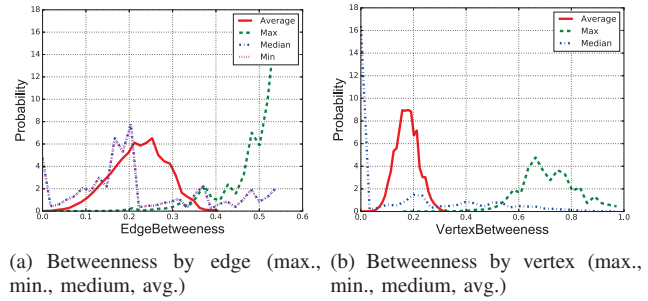 18
16
14
12
10
8
6
4
2
0
Probability
0.0 0.1 0.2 0.3 0.4 0.5 0.6
EdgeBetweeness
Average
Max
Median
Min
18
16
14
12
10
8
6
4
2
0
Probability
0.0 0.2 0.4 0.6 0.8 1.0
VertexBetweeness
Average
Max
Median
(a) Betweenness by edge (max.,
min., medium, avg.)
(b) Betweenness by vertex (max.,
min., medium, avg.)